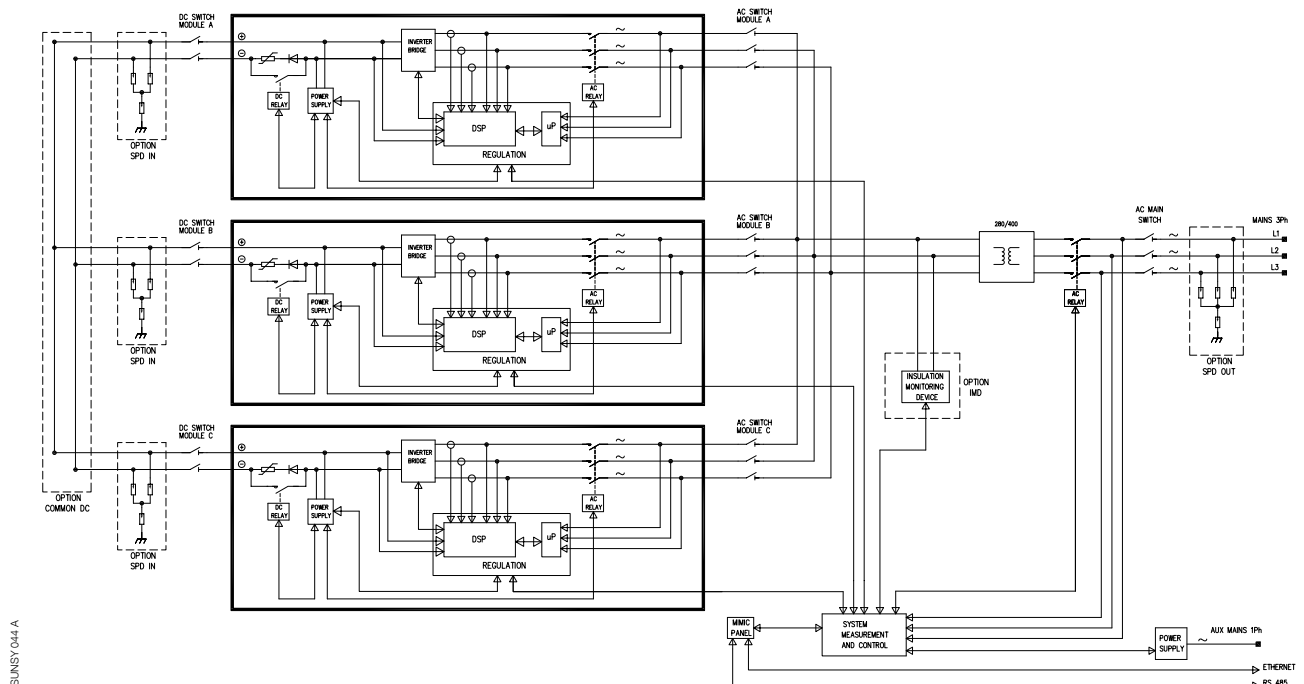 DC SWITCH
MODULE A
AC SWITCH
MODULE A
⊕
⊖
INVERTER
BRIDGE
~
~
~
DC
RELAY
POWER
SUPPLY
AC
RELAY
DSP
uP
REGULATION
OPTION
SPD IN
DC SWITCH
MODULE B
AC SWITCH
MODULE B
⊕
⊖
INVERTER
BRIDGE
~
~
~
DC
RELAY
POWER
SUPPLY
AC
RELAY
DSP
uP
REGULATION
OPTION
SPD IN
280/400
AC MAIN
SWITCH
MAINS 3Ph
~
~
~
L1
L2
L3
AC
RELAY
OPTION
SPD OUT
INSULATION
MONITORING
DEVICE
OPTION
IMD
DC SWITCH
MODULE C
AC SWITCH
MODULE C
⊕
⊖
INVERTER
BRIDGE
~
~
~
DC
RELAY
POWER
SUPPLY
AC
RELAY
DSP
uP
REGULATION
OPTION
COMMON DC
OPTION
SPD IN
MIMIC
PANEL
SYSTEM
MEASUREMENT
AND CONTROL
POWER
SUPPLY
~
AUX MAINS 1Ph
ETHERNET
RS 485
SUNSY 044 A